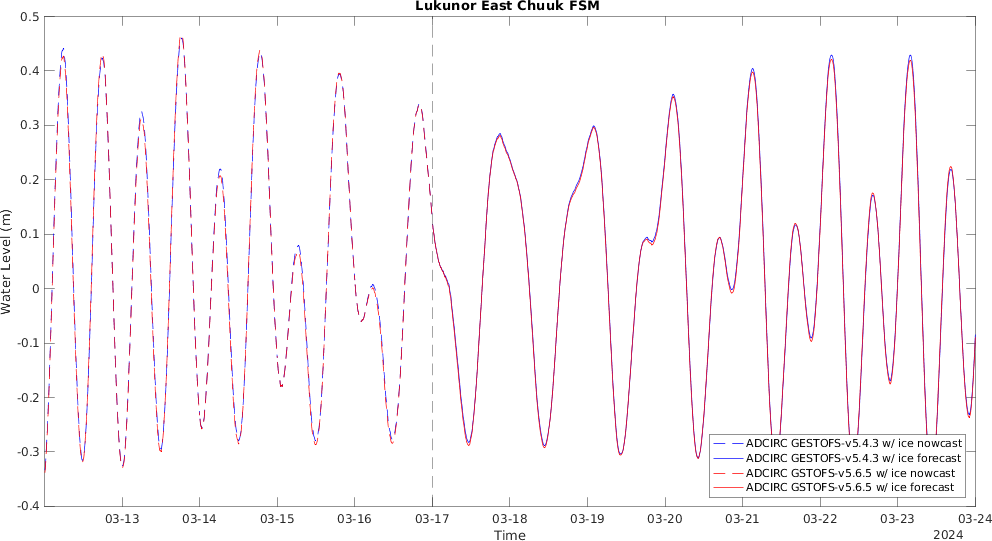 Lukunor East Chuuk FSM
0.5
0.4
0.3
0.2
0.1
0
-0.1
-0.2
-0.3
-0.4
Water Level (m)
ADCIRC GESTOFS-v5.4.3 w/ ice nowcast
ADCIRC GESTOFS-v5.4.3 w/ ice forecast
ADCIRC GSTOFS-v5.6.5 w/ ice nowcast
ADCIRC GSTOFS-v5.6.5 w/ ice forecast
03-13 03-14 03-15 03-16 03-17 03-18 03-19 03-20 03-21 03-22 03-23 03-24
Time
2024